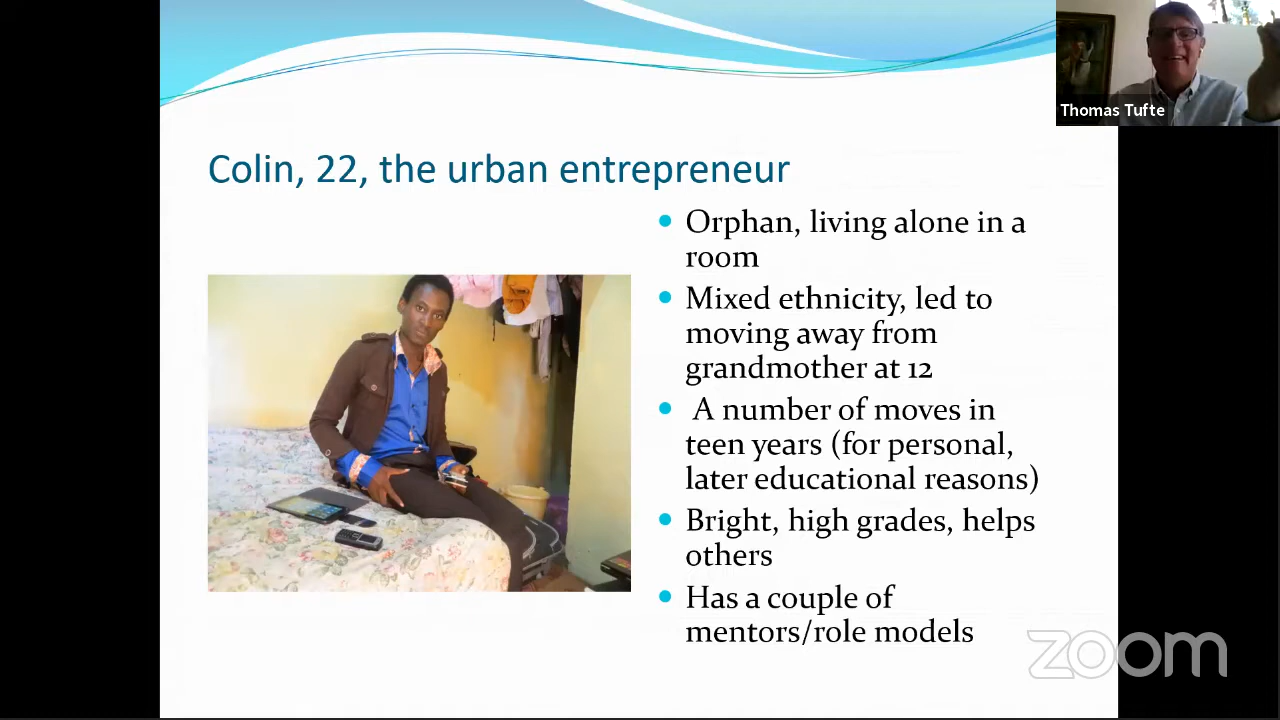 Thomas Tufte
Colin, 22, the urban entrepreneur
Orphan, living alone in a
room
Mixed ethnicity, led to
moving away from
grandmother at 12
A number of moves in
teen years (for personal,
later educational reasons)
Bright, high grades, helps
others
Has a couple of
mentors/role models
zoom